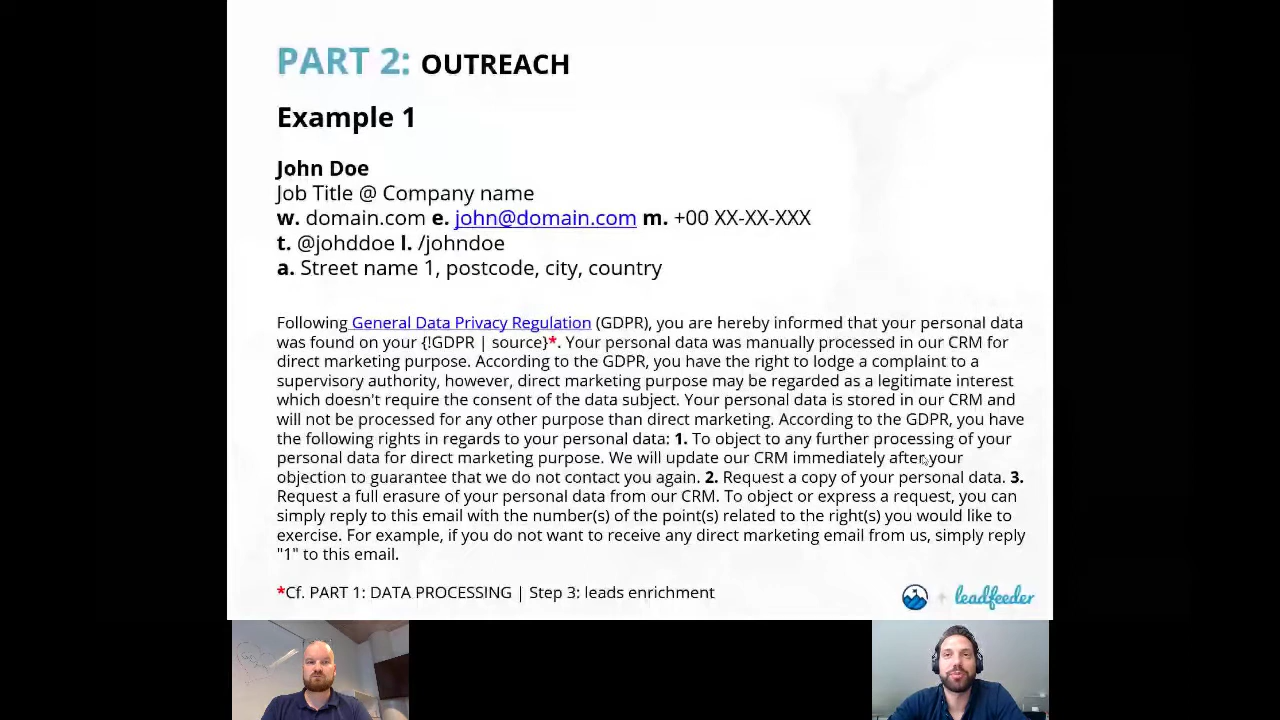 PART 2: OUTREACH
Example 1
John Doe
Job Title @ Company name
w. domain.com e. john@domain.com m. +00 XX-XX-XXX
t. @johddoe l. /johndoe
a. Street name 1, postcode, city, country
Following General Data Privacy Regulation (GDPR), you are hereby informed that your personal data
was found on your {!GDPR | source}*. Your personal data was manually processed in our CRM for
direct marketing purpose. According to the GDPR, you have the right to lodge a complaint to a
supervisory authority, however, direct marketing purpose may be regarded as a legitimate interest
which doesn't require the consent of the data subject. Your personal data is stored in our CRM and
will not be processed for any other purpose than direct marketing. According to the GDPR, you have
the following rights in regards to your personal data: 1. To object to any further processing of your
personal data for direct marketing purpose. We will update our CRM immediately after your
objection to guarantee that we do not contact you again. 2. Request a copy of your personal data. 3.
Request a full erasure of your personal data from our CRM. To object or express a request, you can
simply reply to this email with the number(s) of the point(s) related to the right(s) you would like to
exercise. For example, if you do not want to receive any direct marketing email from us, simply reply
"1" to this email.
*Cf. PART 1: DATA PROCESSING | Step 3: leads enrichment
+ leadfeeder